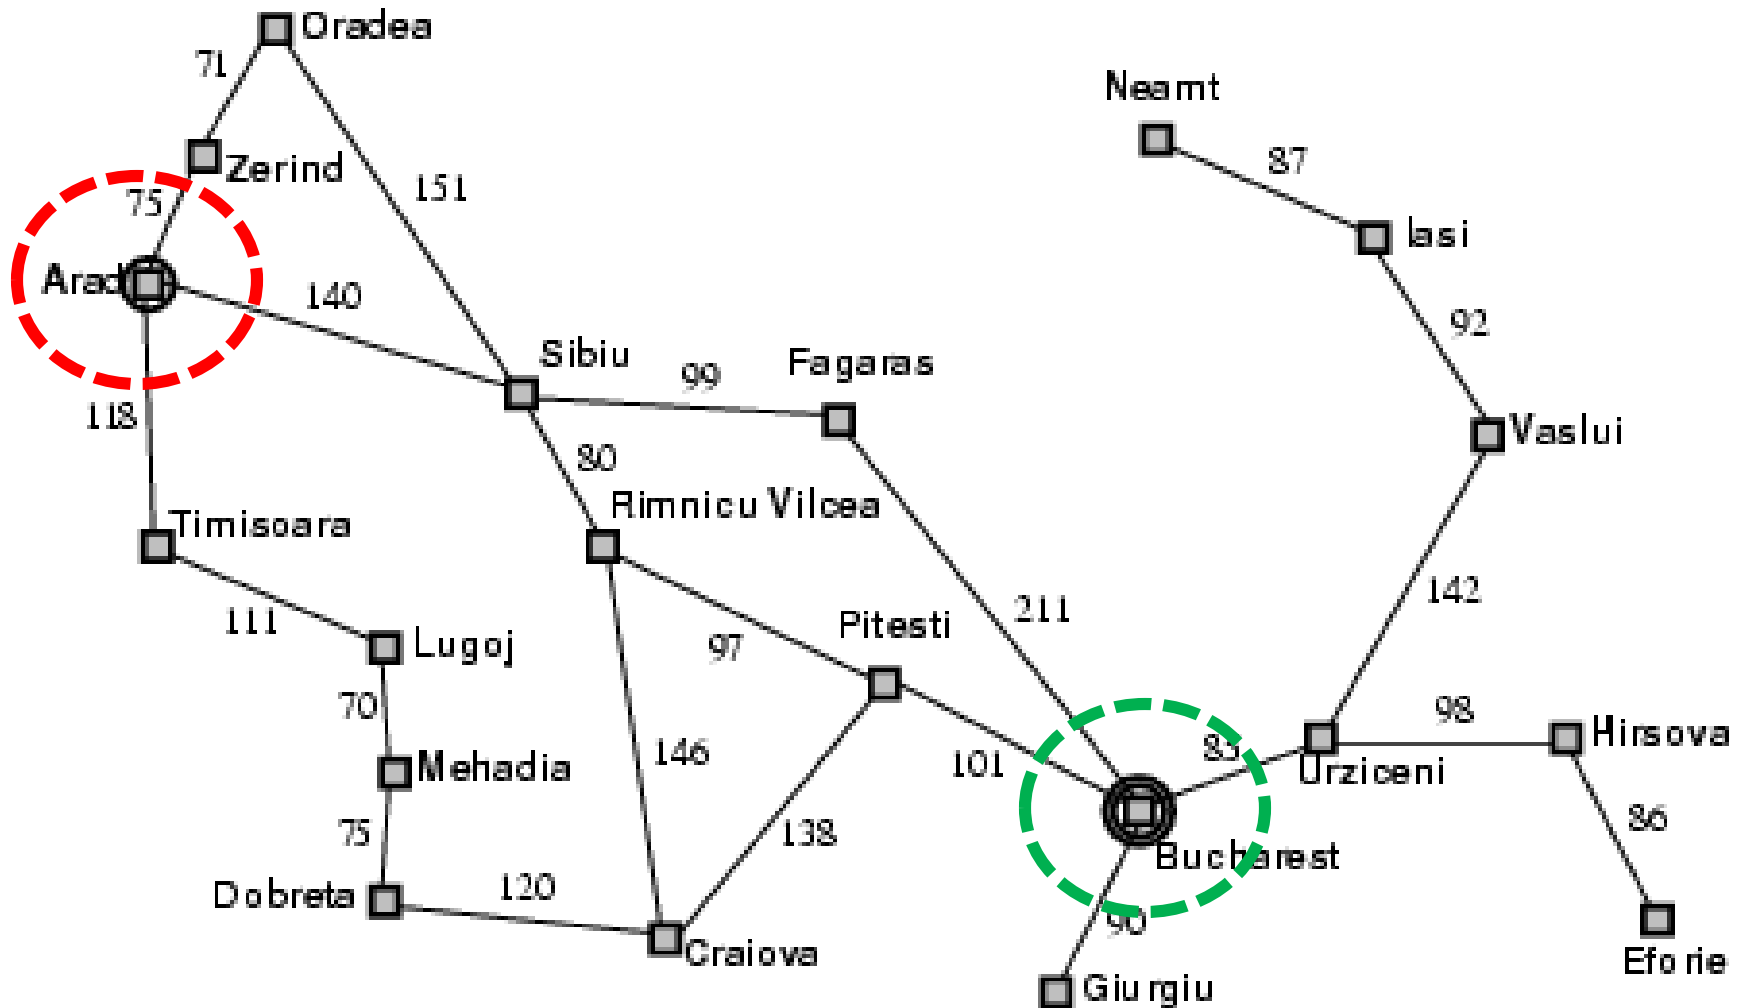 Oradea
71
Neamt
87
Zerind
151
75
Iasi
Arad
140
92
Sibiu
Fagaras
99
118
Vaslui
80
Rimnicu Vilcea
Timisoara
142
211
111
Pitesti
Lugoj
97
70
98
Hirsova
146
85
101
Mehadia
Urziceni
86
75
138
Bucharest
120
Dobreta
90
Craiova
Eforie
Giurgiu